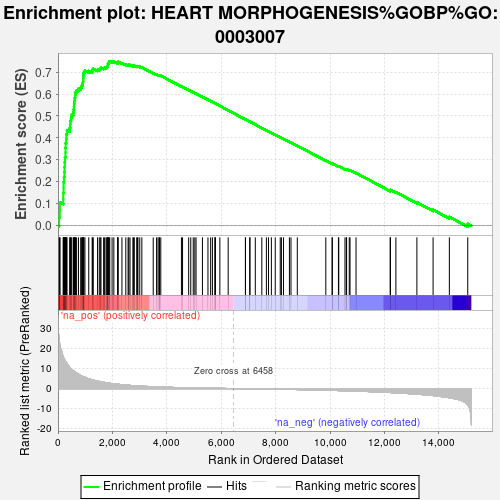 Enrichment plot: HEART MORPHOGENESIS%GOBP%GO:
0003007
Enrichment score (ES)
0.7
0.6
0.5
0.4
0.3
0.2
0.1
0.0
'na_pos' (positively correlated)
Ranked list metric (PreRanked)
30
20
10
0
-10
-20
Zero cross at 6458
'na_neg' (negatively correlated)
0
2,000
4,000
6,000
8,000
10,000
12,000
14,000
Rank in Ordered Dataset
Enrichment profile
Hits
Ranking metric scores